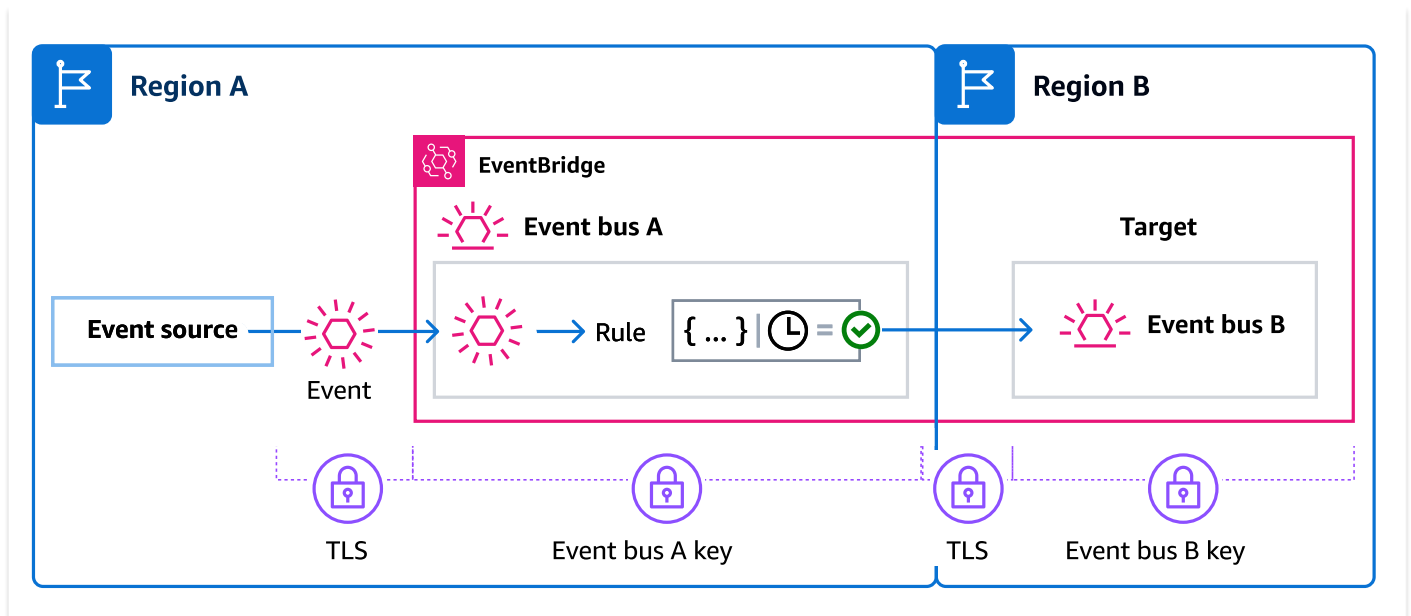 Region A
Region B
EventBridge
Event bus A
Target
Event source
Event
Rule
{ ... } | =
Event bus B
TLS
Event bus A key
TLS
Event bus B key